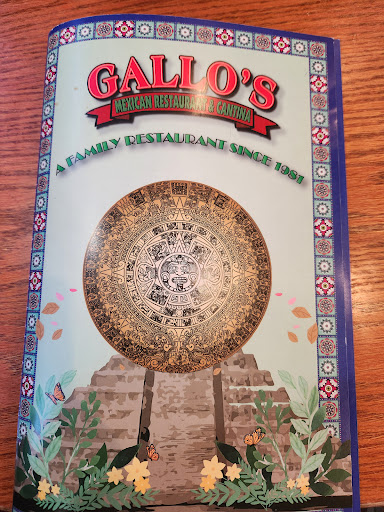 GALLO'S
MEXICAN RESTAURANT & CANTINA
A FAMILY RESTAURANT SINCE 1981